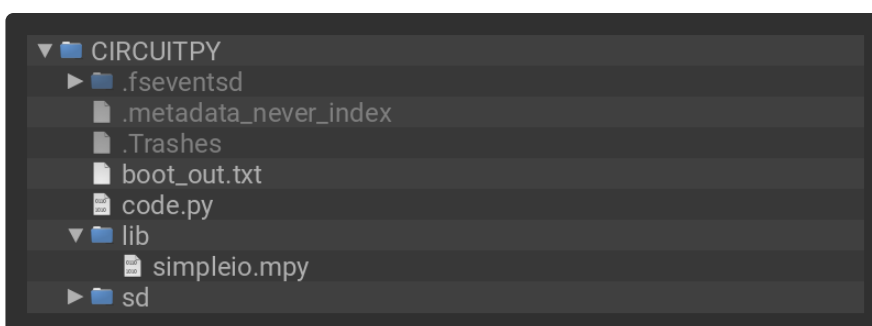 CIRCUITPY
.fseventsd
.metadata_never_index
.Trashes
boot_out.txt
code.py
lib
simpleio.mpy
sd